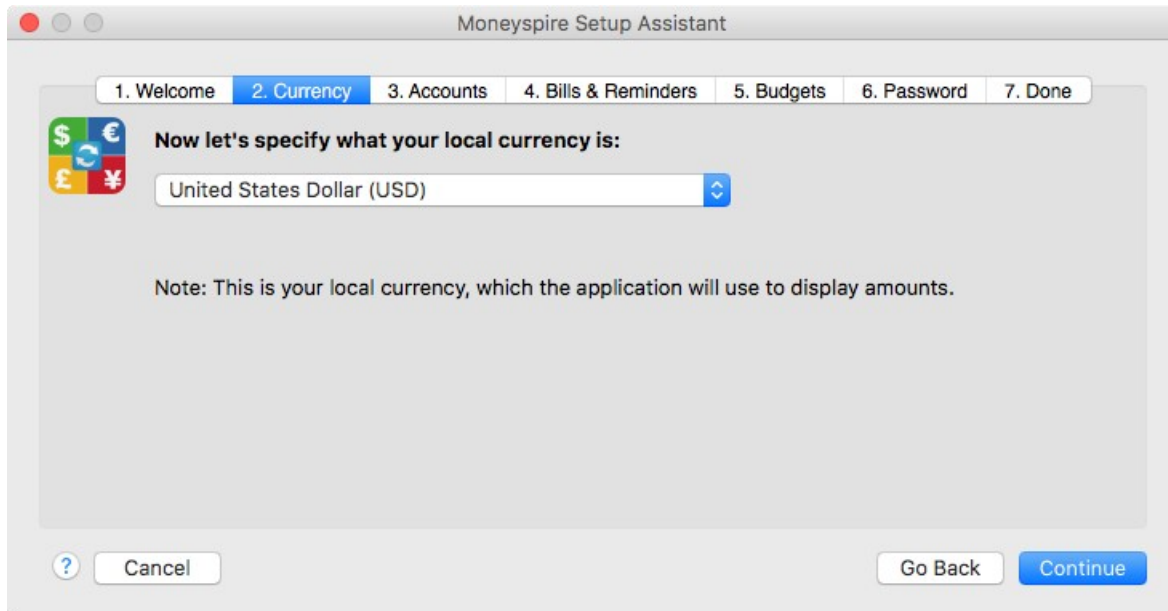 Moneyspire Setup Assistant
1. Welcome 2. Currency 3. Accounts 4. Bills & Reminders 5. Budgets 6. Password 7. Done
$ €
£ ¥
Now let's specify what your local currency is:
United States Dollar (USD)
Note: This is your local currency, which the application will use to display amounts.
? Cancel Go Back Continue